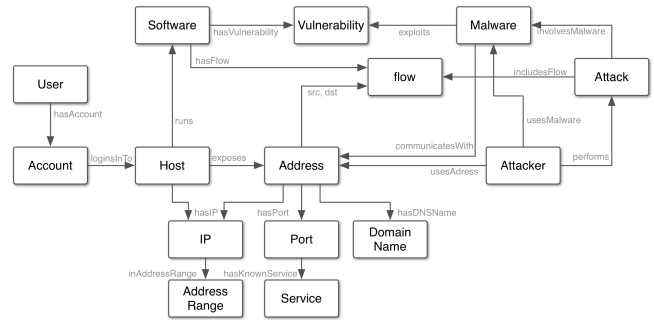 Software
hasVulnerability
Vulnerability
exploits
Malware
involvesMalware
hasFlow
User
flow
includesFlow
Attack
src, dst
hasAccount
runs
usesMalware
communicatesWith
Account
loginsInTo
Host
exposes
Address
usesAdress
Attacker
performs
hasIP
hasPort
hasDNSName
IP
Port
Domain
Name
inAddressRange
hasKnownService
Address
Range
Service